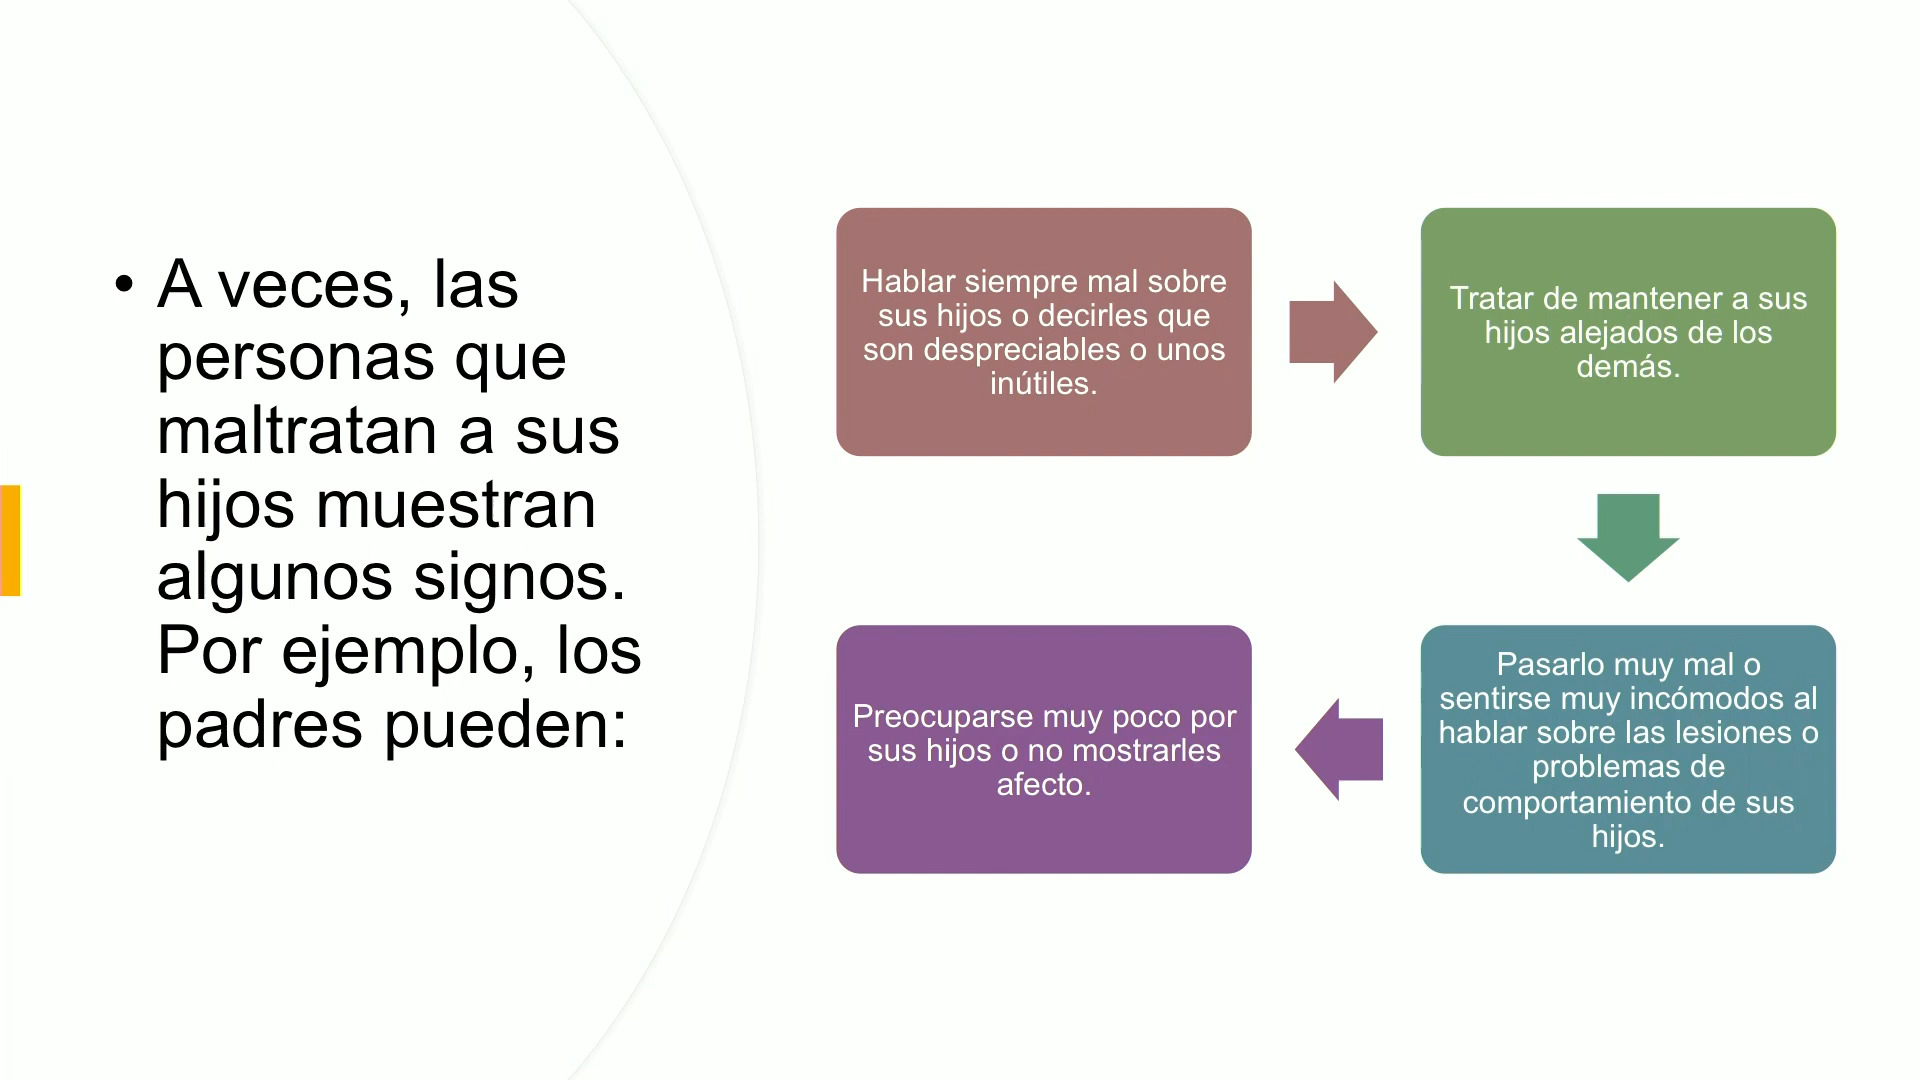 • A veces, las
personas que
maltratan a sus
hijos muestran
algunos signos.
Por ejemplo, los
padres pueden:
Hablar siempre mal sobre
sus hijos o decirles que
son despreciables o unos
inútiles.
Tratar de mantener a sus
hijos alejados de los
demás.
Pasarlo muy mal o
sentirse muy incómodos al
hablar sobre las lesiones o
problemas de
comportamiento de sus
hijos.
Preocuparse muy poco por
sus hijos o no mostrarles
afecto.